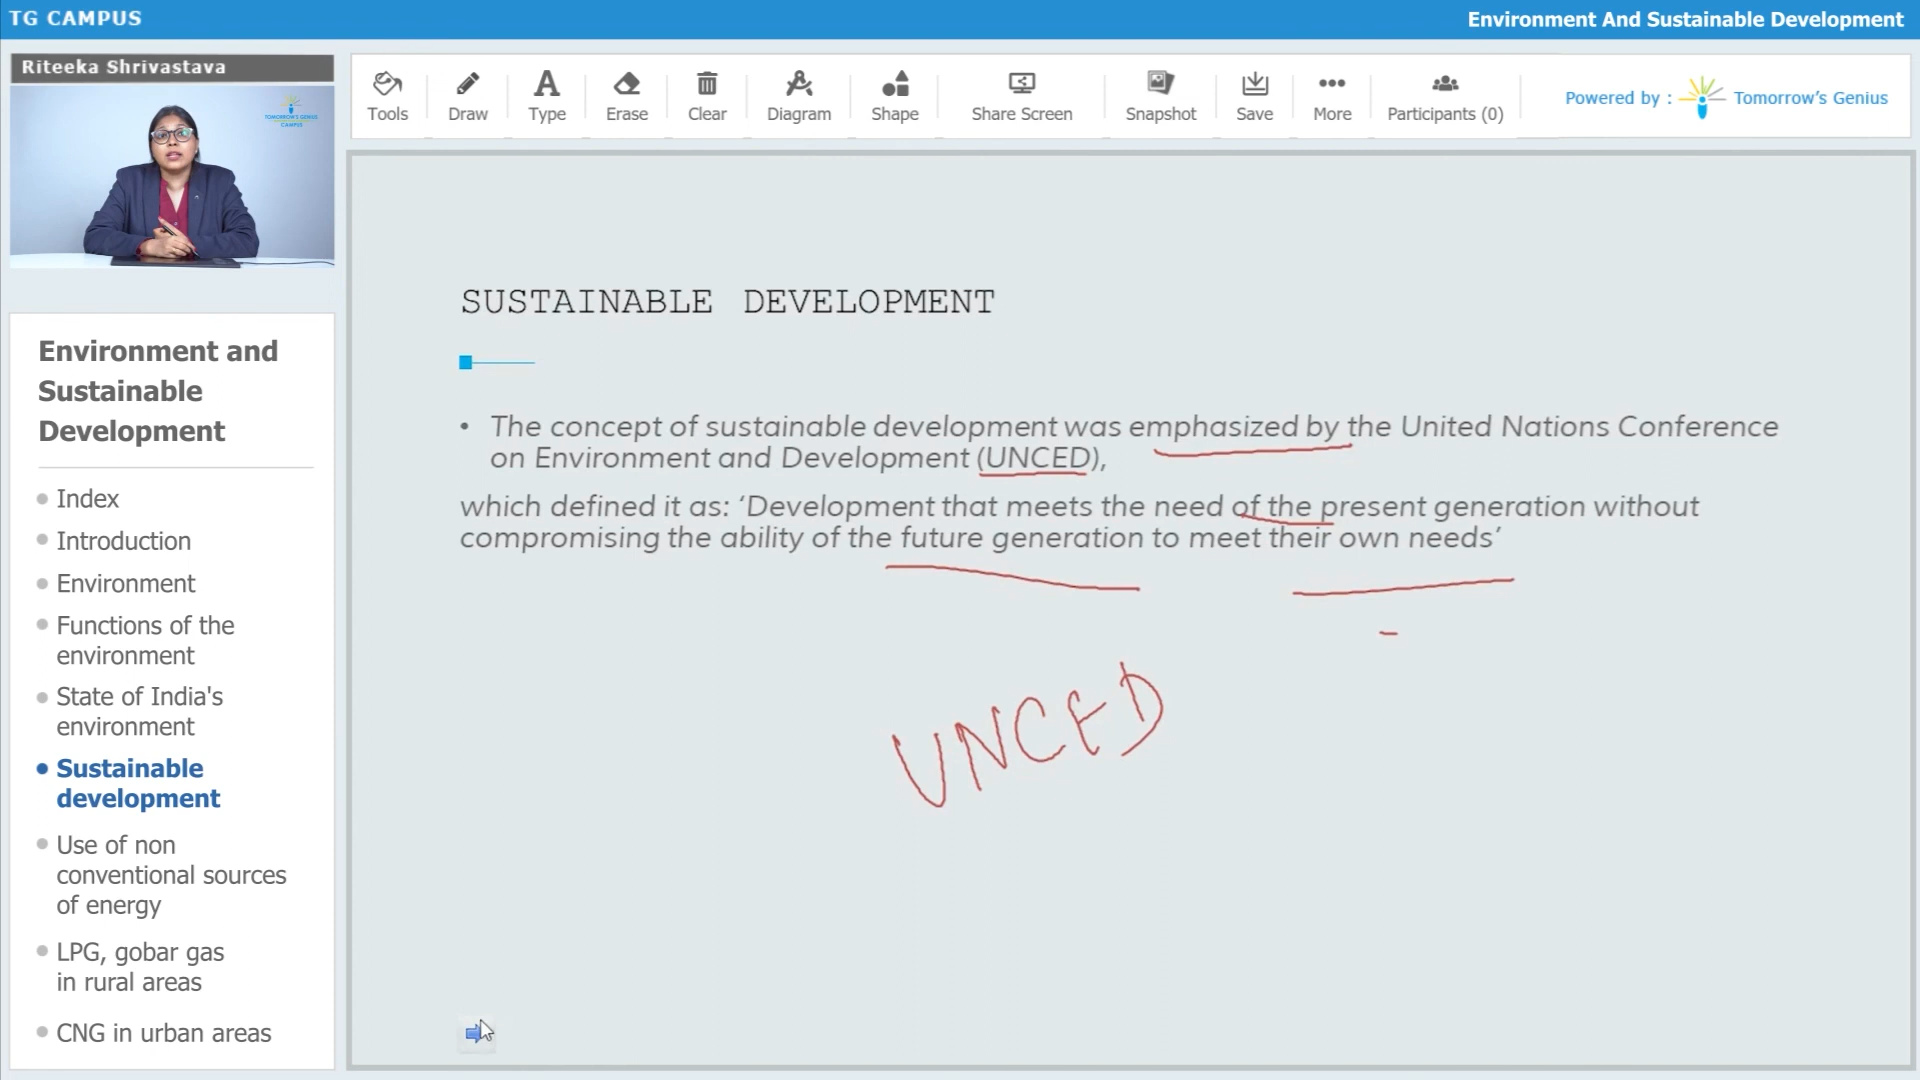 TG CAMPUS
Environment And Sustainable Development
Riteeka Shrivastava
TOMORROW'S GENIUS
CAMPUS
Tools
Draw
Type
Erase
Clear
Diagram
Shape
Share Screen
Snapshot
Save
More
Participants (0)
Powered by :
Tomorrow's Genius
Environment and
Sustainable
Development
Index
Introduction
Environment
Functions of the
environment
State of India's
environment
Sustainable
development
Use of non
conventional sources
of energy
LPG, gobar gas
in rural areas
CNG in urban areas
SUSTAINABLE DEVELOPMENT
• The concept of sustainable development was emphasized by the United Nations Conference
on Environment and Development (UNCED),
which defined it as: ‘Development that meets the need of the present generation without
compromising the ability of the future generation to meet their own needs’
UNCED